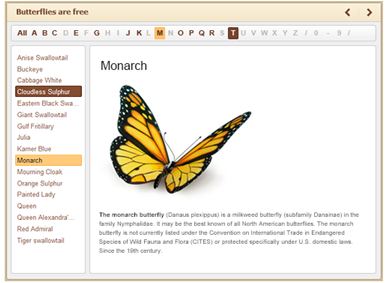 Butterflies are free
All A B C D E F G H I J K L M N O P Q R S T U V W X Y Z / 0 - 9 /
Anise Swallowtail
Buckeye
Cabbage White
Cloudless Sulphur
Eastern Black Swa...
Giant Swallowtail
Gulf Fritillary
Julia
Karner Blue
Monarch
Mourning Cloak
Orange Sulphur
Painted Lady
Queen
Queen Alexandra'...
Red Admiral
Tiger swallowtail
Monarch
The monarch butterfly (Danaus plexippus) is a milkweed butterfly (subfamily Danainae) in the
family Nymphalidae. It may be the best known of all North American butterflies. The monarch
butterfly is not currently listed under the Convention on International Trade in Endangered
Species of Wild Fauna and Flora (CITES) or protected specifically under U.S. domestic laws.
Since the 19th century.